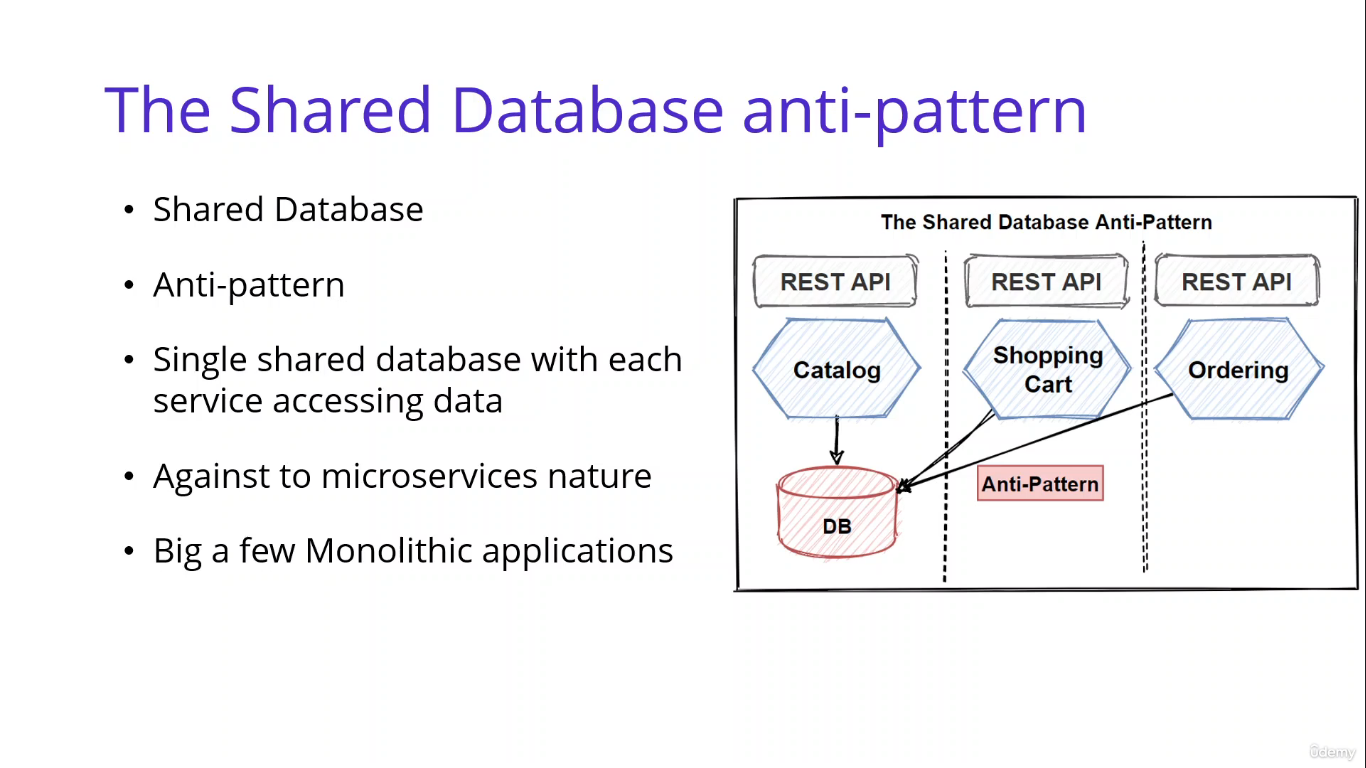 The Shared Database anti-pattern
• Shared Database
• Anti-pattern
• Single shared database with each
service accessing data
• Against to microservices nature
• Big a few Monolithic applications
The Shared Database Anti-Pattern
REST API
REST API
REST API
Catalog
Shopping
Cart
Ordering
Anti-Pattern
DB
ûdemy